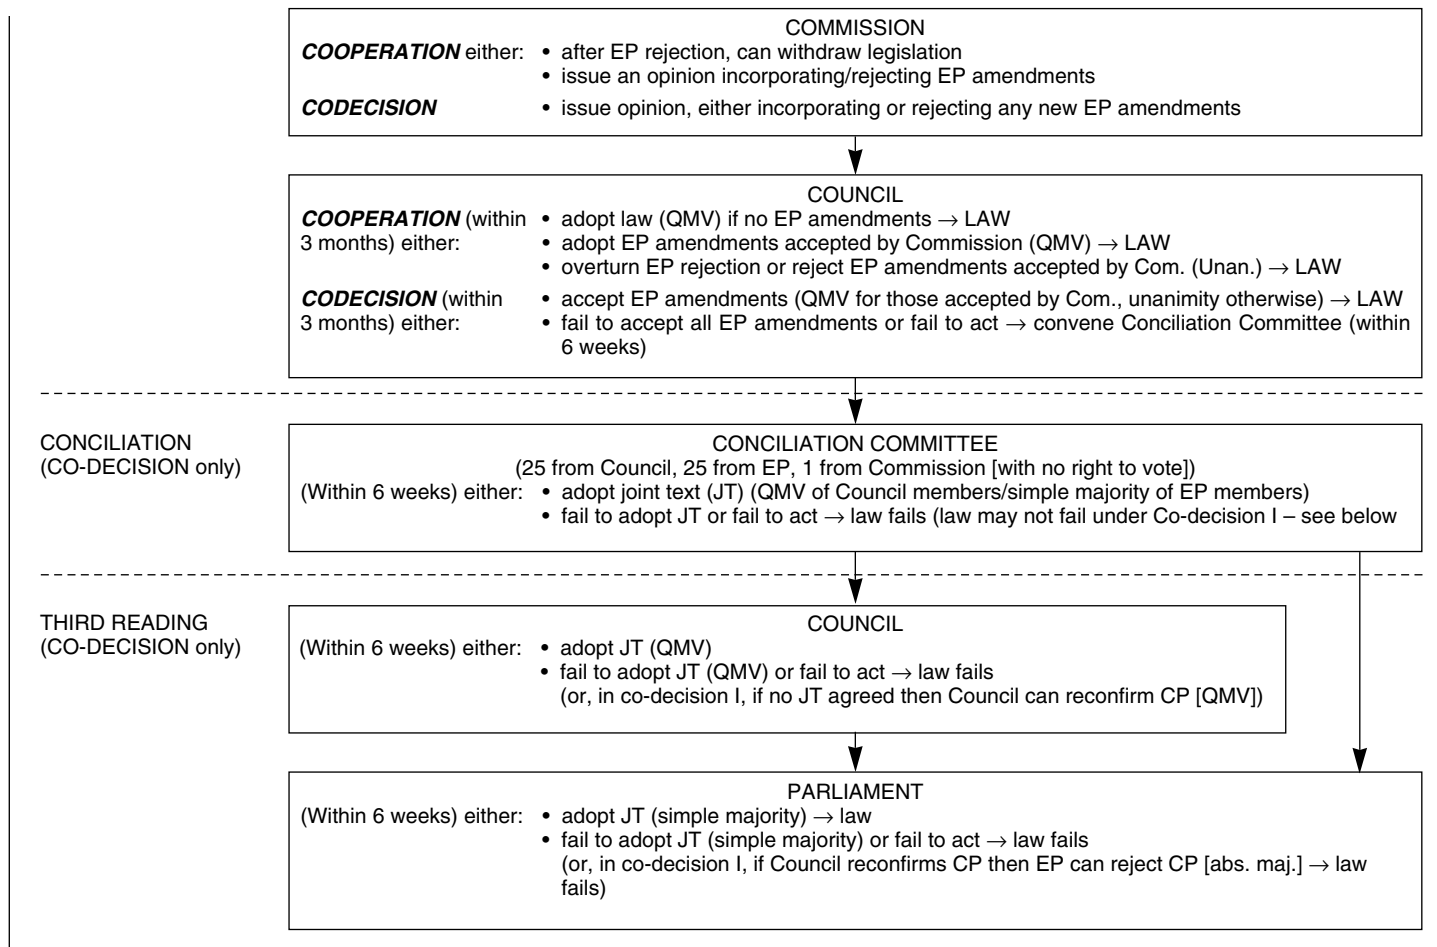 COMMISSION
COOPERATION either: • after EP rejection, can withdraw legislation
• issue an opinion incorporating/rejecting EP amendments
CODECISION • issue opinion, either incorporating or rejecting any new EP amendments
COUNCIL
COOPERATION (within • adopt law (QMV) if no EP amendments → LAW
3 months) either: • adopt EP amendments accepted by Commission (QMV) → LAW
• overturn EP rejection or reject EP amendments accepted by Com. (Unan.) → LAW
CODECISION (within • accept EP amendments (QMV for those accepted by Com., unanimity otherwise) → LAW
3 months) either: • fail to accept all EP amendments or fail to act → convene Conciliation Committee (within
6 weeks)
CONCILIATION
(CO-DECISION only)
CONCILIATION COMMITTEE
(25 from Council, 25 from EP, 1 from Commission [with no right to vote])
(Within 6 weeks) either: • adopt joint text (JT) (QMV of Council members/simple majority of EP members)
• fail to adopt JT or fail to act → law fails (law may not fail under Co-decision I – see below
THIRD READING
(CO-DECISION only)
COUNCIL
(Within 6 weeks) either: • adopt JT (QMV)
• fail to adopt JT (QMV) or fail to act → law fails
(or, in co-decision I, if no JT agreed then Council can reconfirm CP [QMV])
PARLIAMENT
(Within 6 weeks) either: • adopt JT (simple majority) → law
• fail to adopt JT (simple majority) or fail to act → law fails
(or, in co-decision I, if Council reconfirms CP then EP can reject CP [abs. maj.] → law
fails)